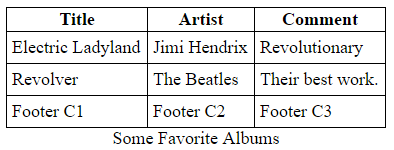 Title Artist Comment
Electric Ladyland Jimi Hendrix Revolutionary
Revolver The Beatles Their best work.
Footer C1 Footer C2 Footer C3
Some Favorite Albums